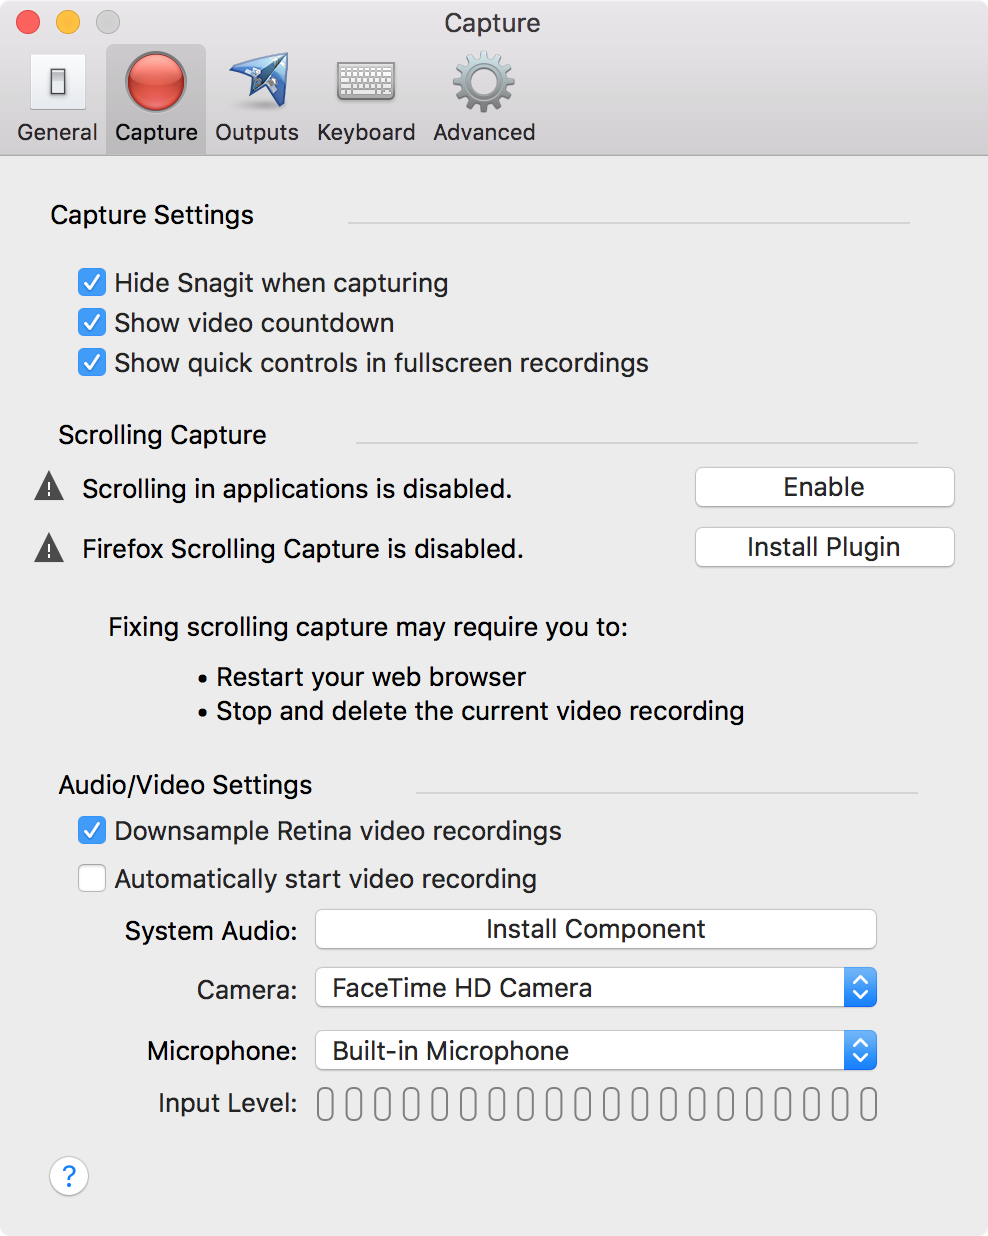 Capture
General Capture Outputs Keyboard Advanced
Capture Settings
Hide Snagit when capturing
Show video countdown
Show quick controls in fullscreen recordings
Scrolling Capture
Scrolling in applications is disabled. Enable
Firefox Scrolling Capture is disabled. Install Plugin
Fixing scrolling capture may require you to:
• Restart your web browser
• Stop and delete the current video recording
Audio/Video Settings
Downsample Retina video recordings
Automatically start video recording
System Audio: Install Component
Camera: FaceTime HD Camera
Microphone: Built-in Microphone
Input Level:
?